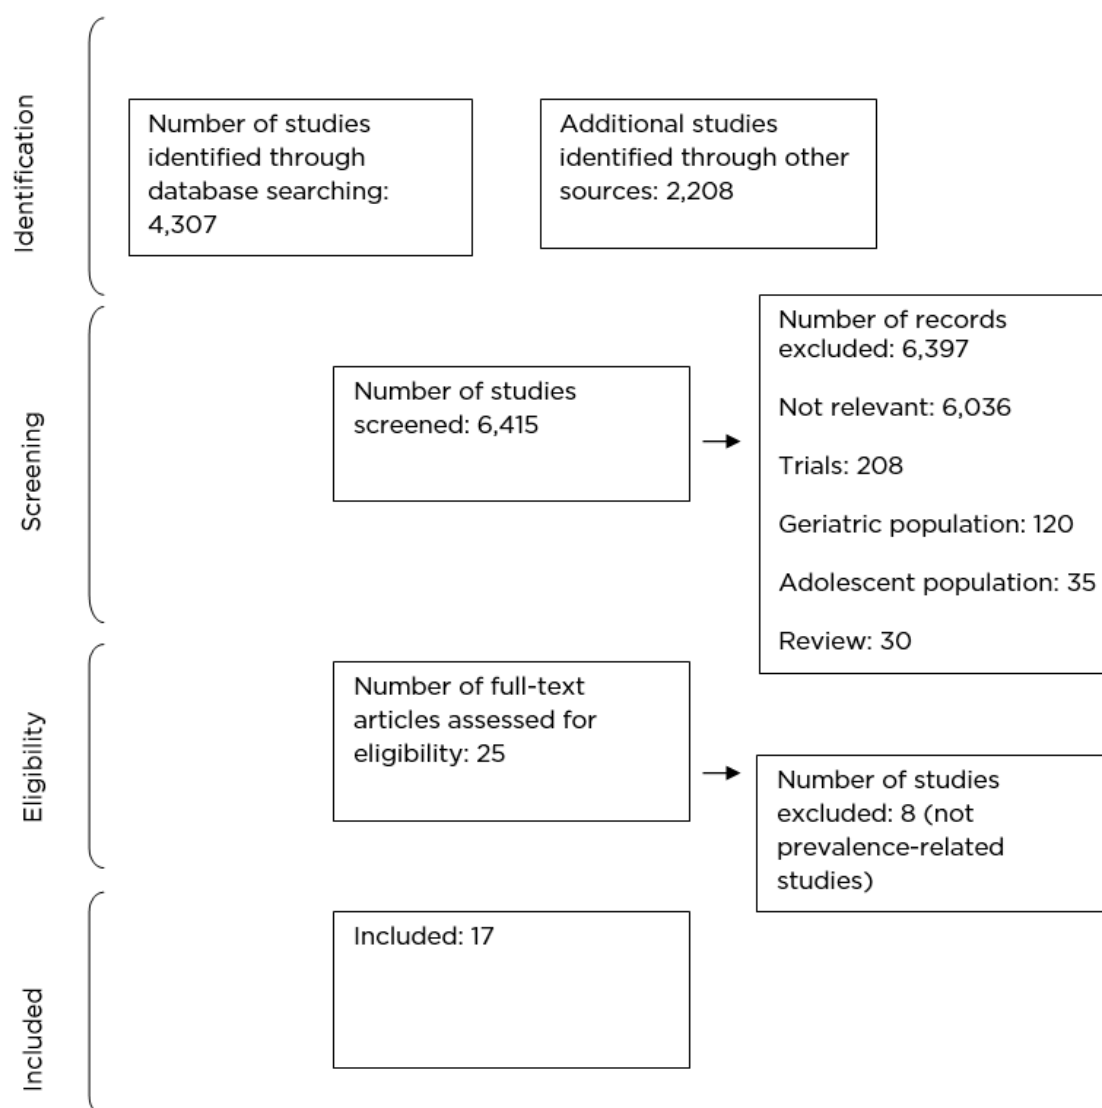 Identification
Number of studies
identified through
database searching:
4,307
Additional studies
identified through other
sources: 2,208
Screening
Number of studies
screened: 6,415
Number of records
excluded: 6,397
Not relevant: 6,036
Trials: 208
Geriatric population: 120
Adolescent population: 35
Review: 30
Eligibility
Number of full-text
articles assessed for
eligibility: 25
Number of studies
excluded: 8 (not
prevalence-related
studies)
Included
Included: 17